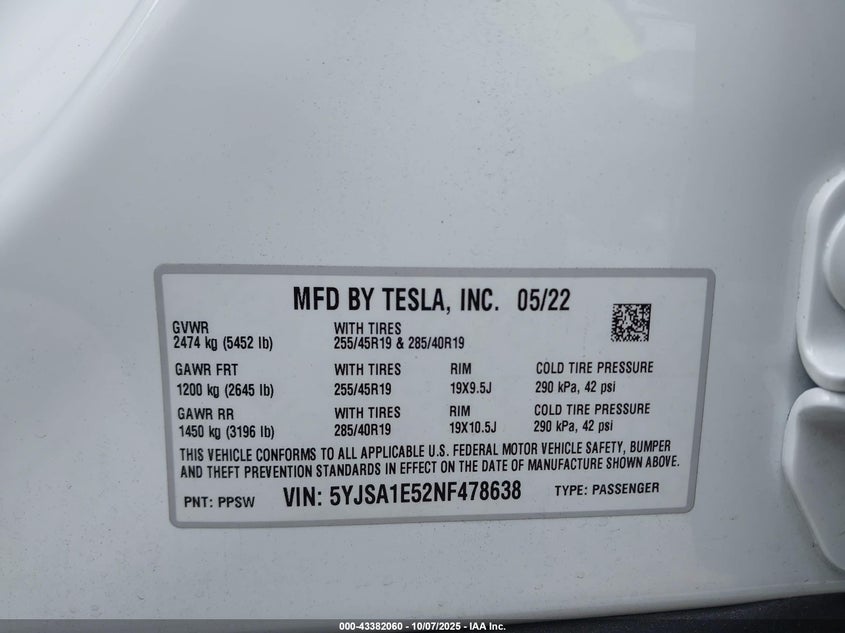 MFD BY TESLA, INC. 05/22
GVWR WITH TIRES
2474 kg (5452 lb) 255/45R19 & 285/40R19
GAWR FRT WITH TIRES RIM COLD TIRE PRESSURE
1200 kg (2645 lb) 255/45R19 19X9.5J 290 kPa, 42 psi
GAWR RR WITH TIRES RIM COLD TIRE PRESSURE
1450 kg (3196 lb) 285/40R19 19X10.5J 290 kPa, 42 psi
THIS VEHICLE CONFORMS TO ALL APPLICABLE U.S. FEDERAL MOTOR VEHICLE SAFETY, BUMPER
AND THEFT PREVENTION STANDARDS IN EFFECT ON THE DATE OF MANUFACTURE SHOWN ABOVE.
PNT: PPSW VIN: 5YJSA1E52NF478638 TYPE: PASSENGER
000-43382060 - 10/07/2025 - IAA Inc.